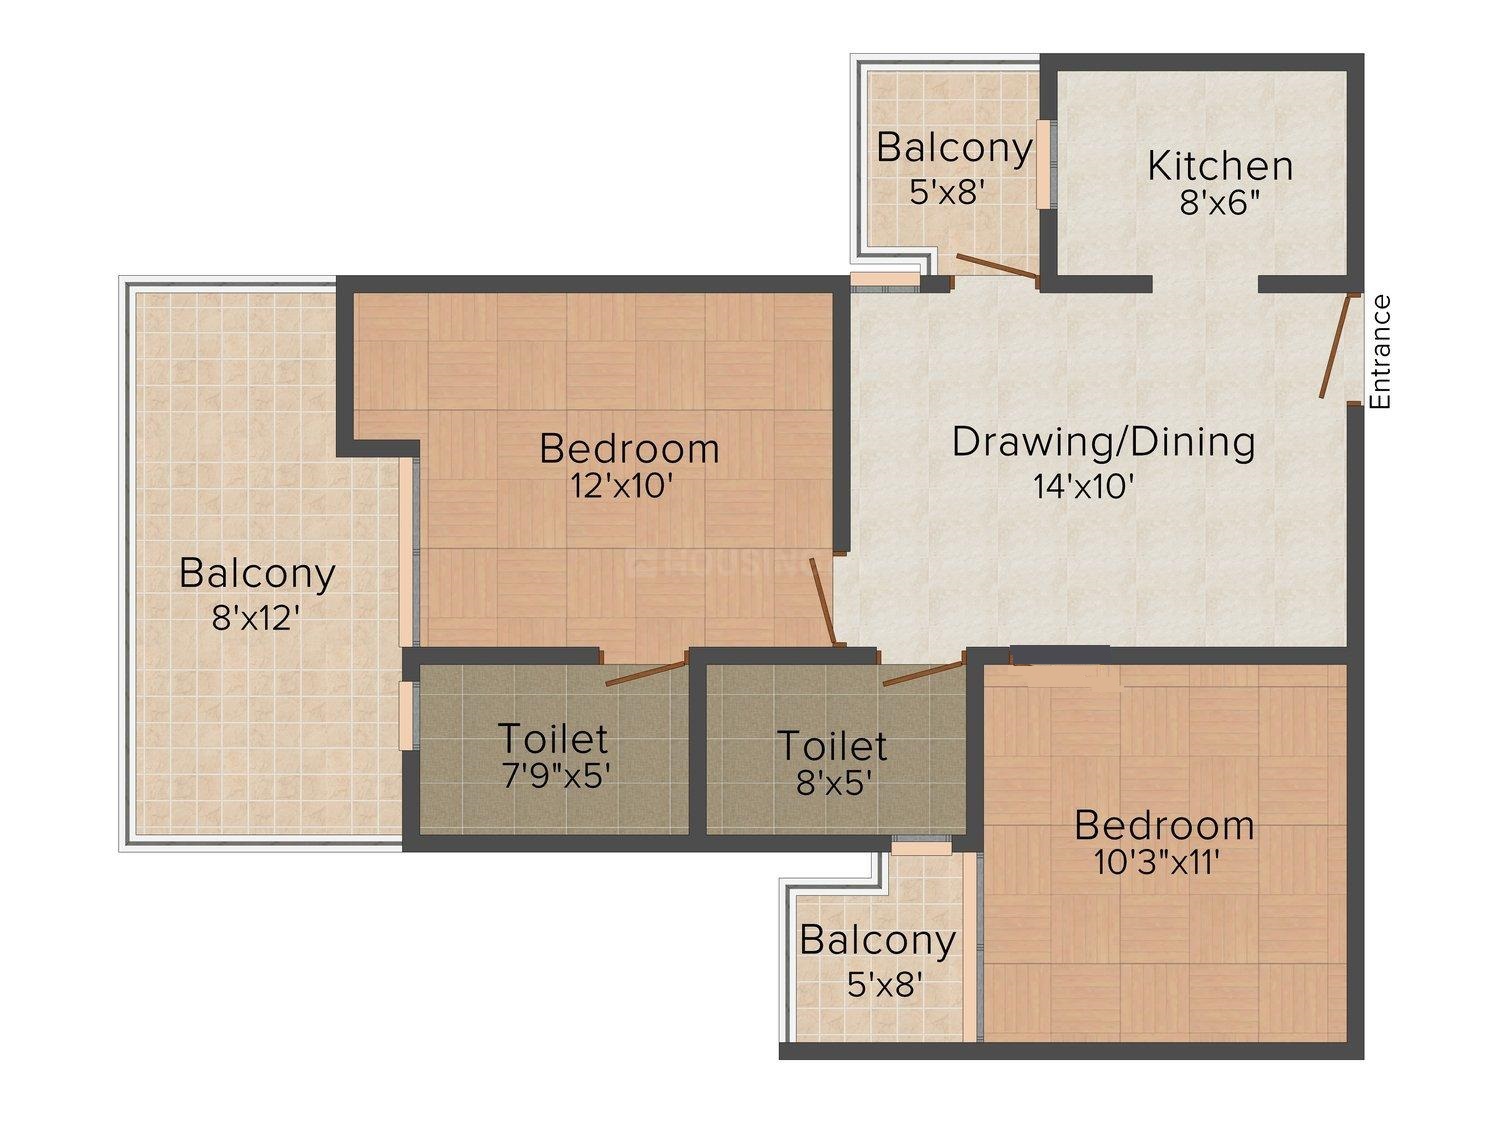 Balcony
5'x8'
Kitchen
8'x6"
Entrance
Drawing/Dining
14'x10'
Bedroom
12'x10'
HOUSING
Balcony
8'x12'
Toilet
7'9"x5'
Toilet
8'x5'
Bedroom
10'3"x11'
Balcony
5'x8'